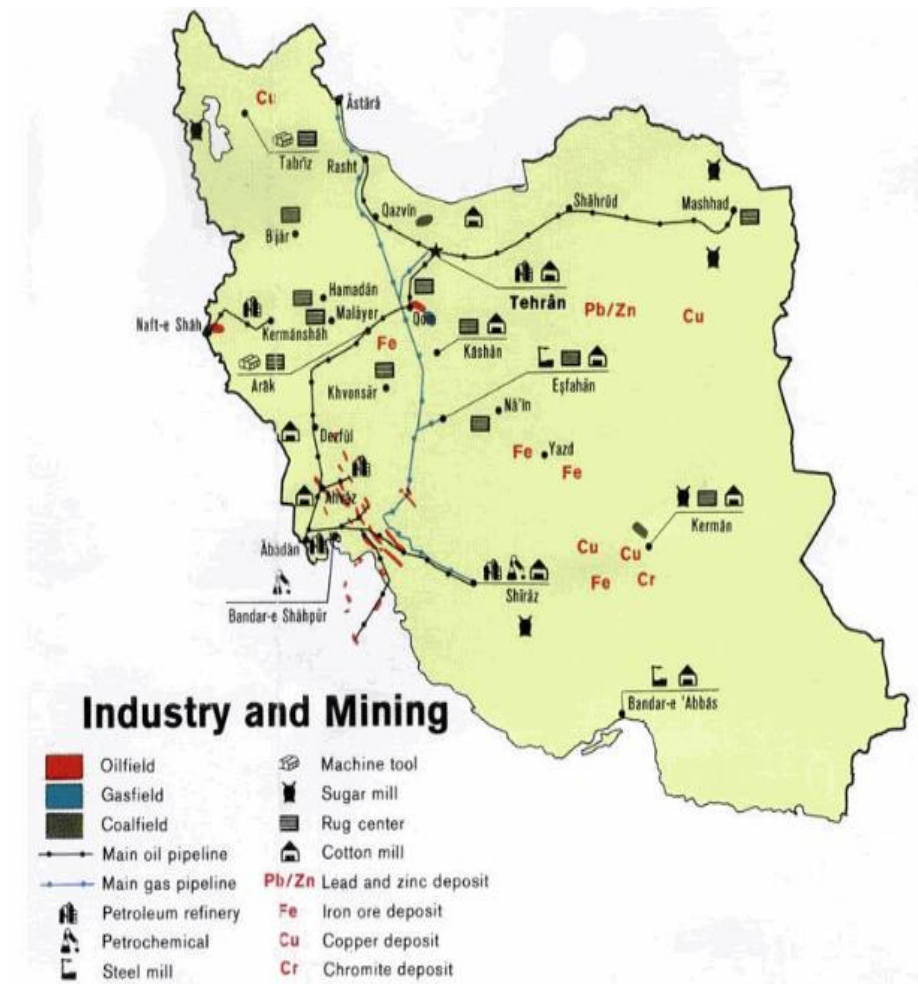 Cu
Āstārā
Tabrīz
Rasht
Qazvīn
Shāhrūd
Mashhad
Bījār
Tehrān
Hamadān
Malāyer
Naft-e Shāh
Kermānshāh
Pb/Zn
Cu
Fe
Kāshān
Arāk
Eşfahān
Khvonsār
Nā'īn
Dezfūl
Fe
Yazd
Fe
Ahvāz
Kermān
Ābādān
Cu
Cu
Fe
Cr
Shīrāz
Bandar-e Shāhpūr
Bandar-e 'Abbās
Industry and Mining
Oilfield
Gasfield
Coalfield
Main oil pipeline
Main gas pipeline
Petroleum refinery
Petrochemical
Steel mill
Machine tool
Sugar mill
Rug center
Cotton mill
Pb/Zn Lead and zinc deposit
Fe Iron ore deposit
Cu Copper deposit
Cr Chromite deposit